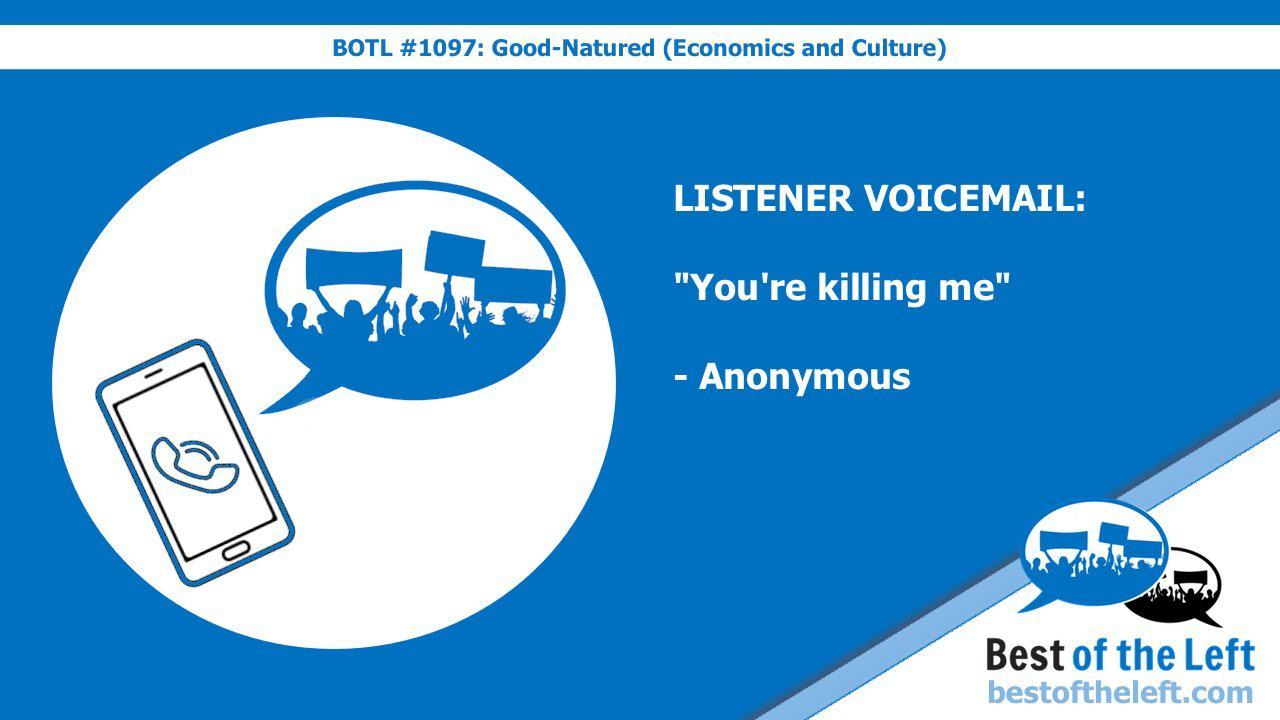 BOTL #1097: Good-Natured (Economics and Culture)
LISTENER VOICEMAIL:
"You're killing me"
- Anonymous
Best of the Left
bestoftheleft.com